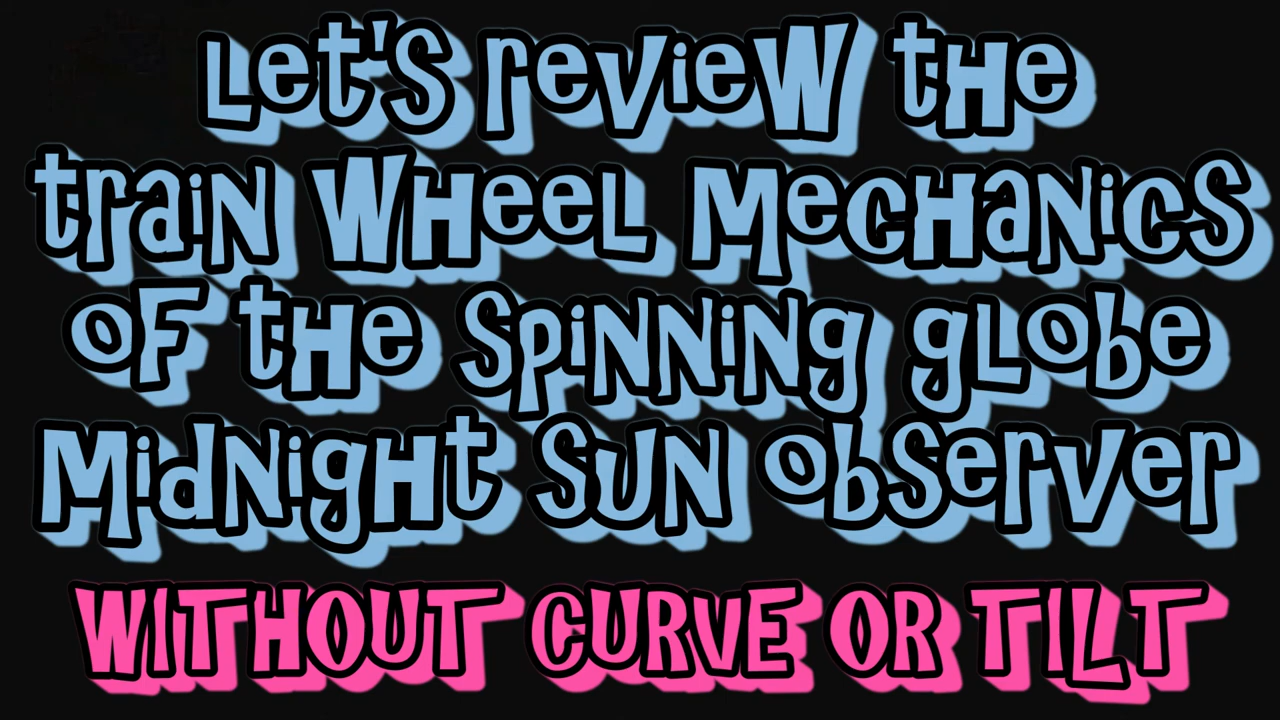 Let's review the
train wheel mechanics
of the spinning globe
midnight sun observer
WITHOUT CURVE OR TILT